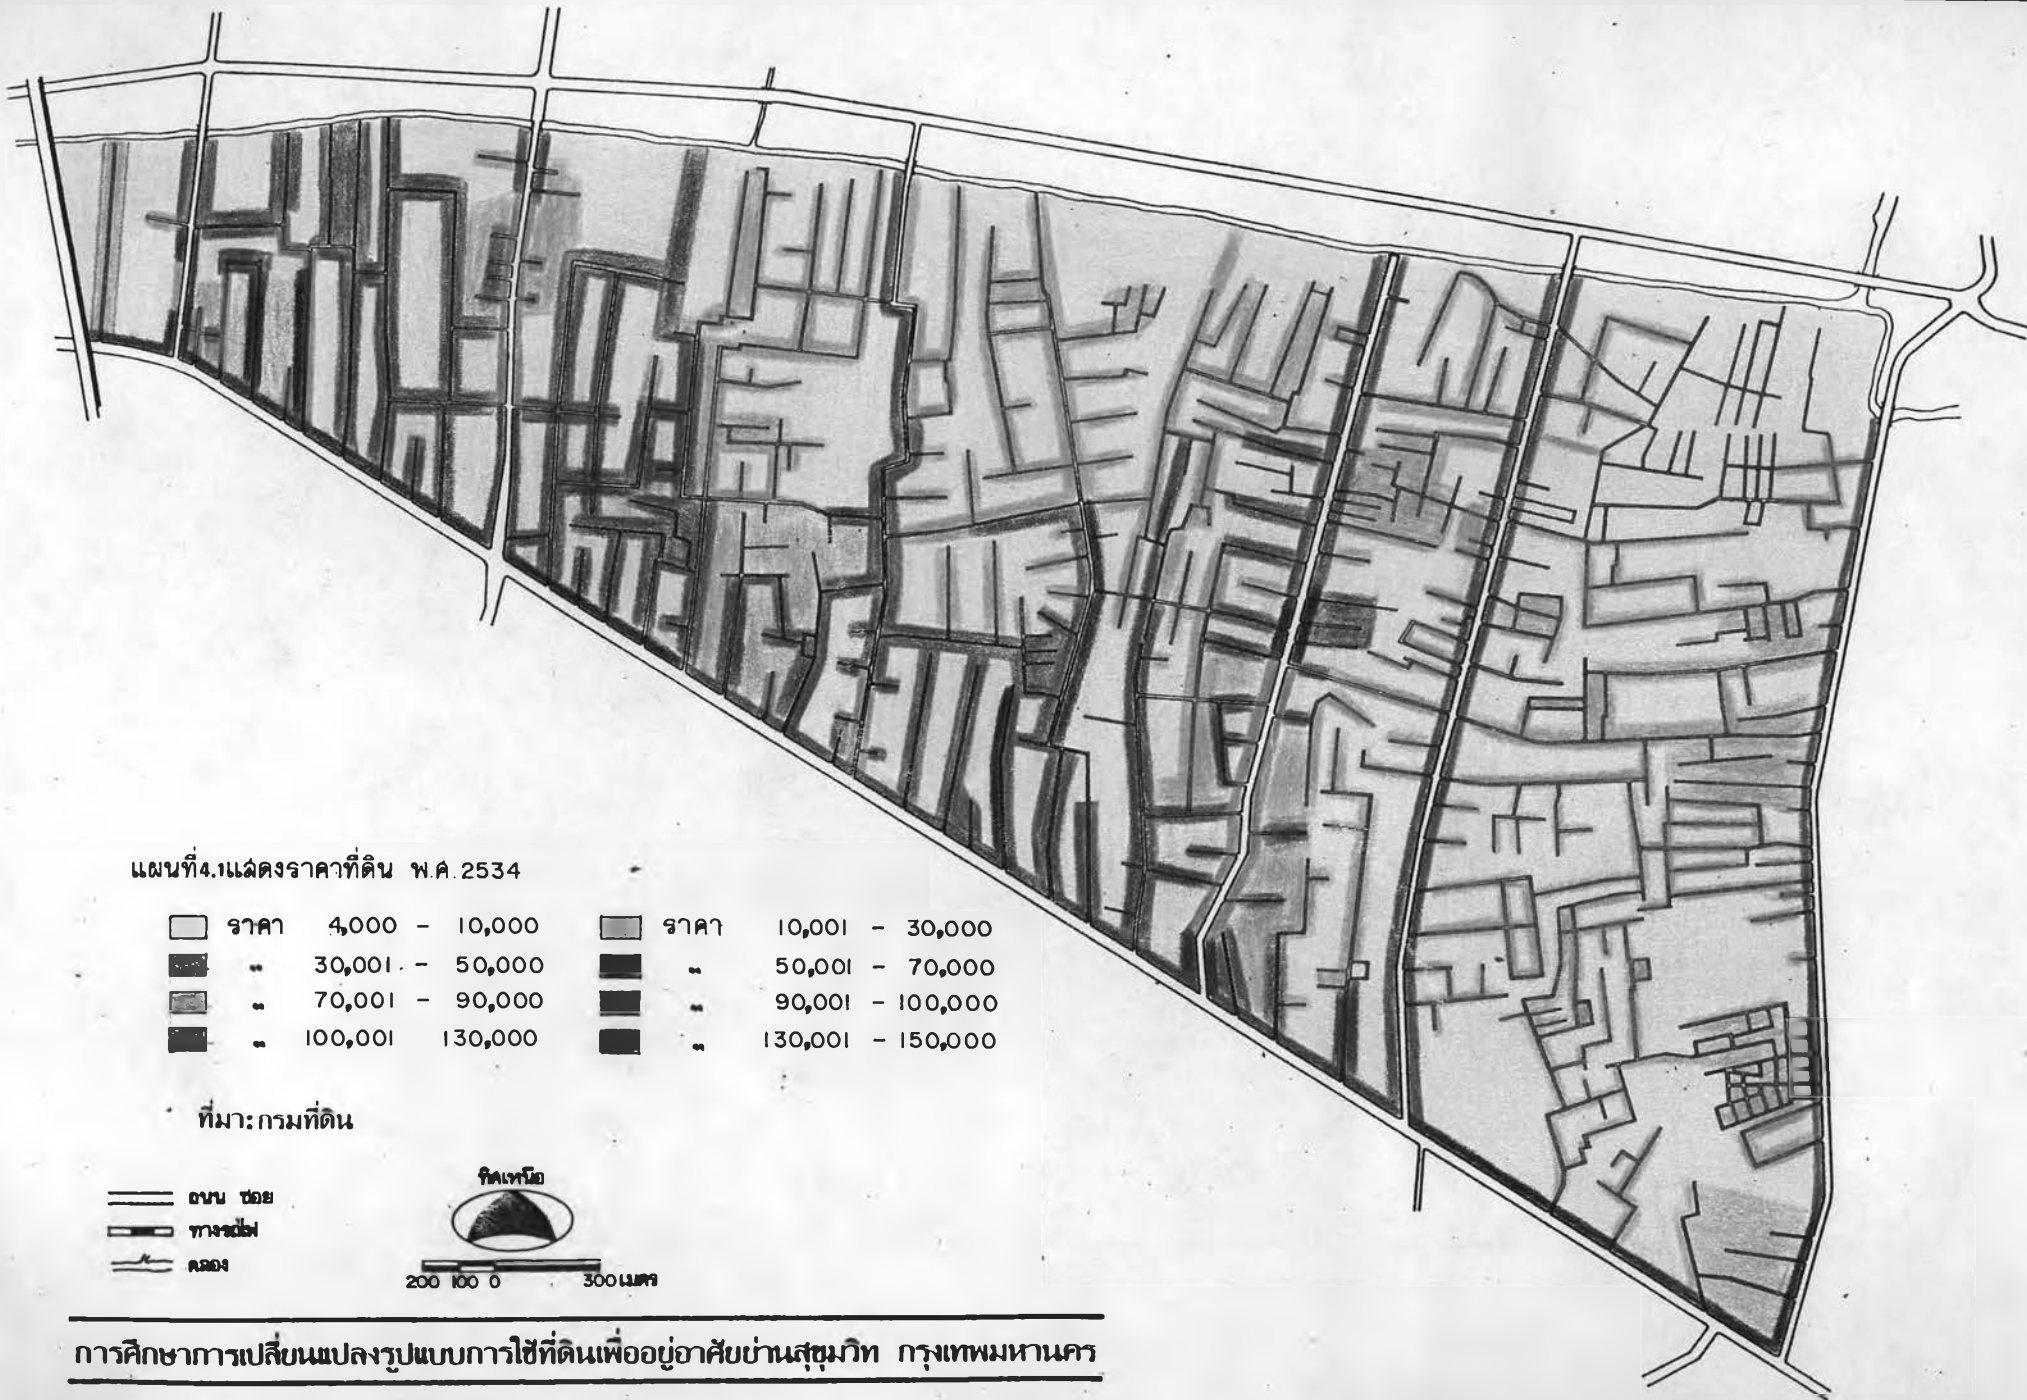 แผนที่4.1แสดงราคาที่ดิน พ.ศ. 2534
ราคา 4,000 - 10,000 ราคา 10,001 - 30,000
" 30,001 - 50,000 " 50,001 - 70,000
" 70,001 - 90,000 " 90,001 - 100,000
" 100,001 130,000 " 130,001 - 150,000
ที่มา: กรมที่ดิน
ทิศเหนือ
ถนน ซอย
ทางรถไฟ
คลอง
200 100 0 300 เมตร
การศึกษาการเปลี่ยนแปลงรูปแบบการใช้ที่ดินเพื่ออยู่อาศัยย่านสุขุมวิท กรุงเทพมหานคร